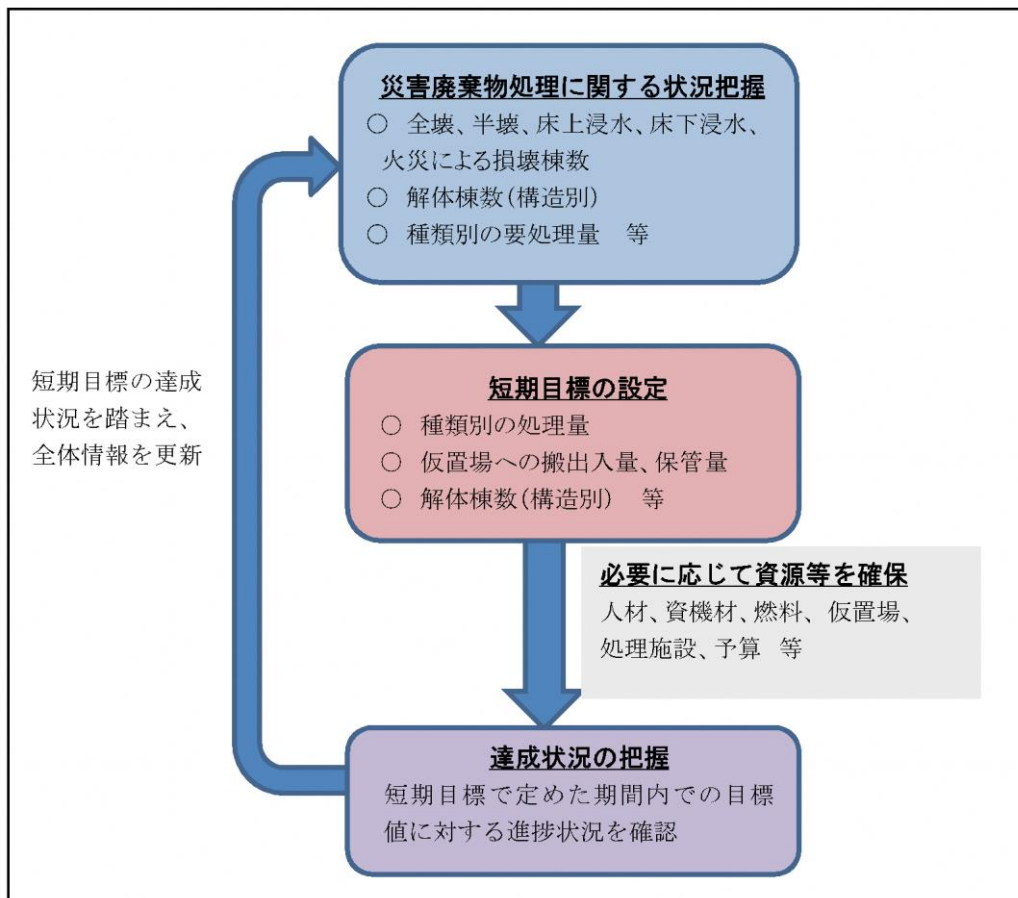 災害廃棄物処理に関する状況把握
○ 全壊、半壊、床上浸水、床下浸水、
火災による損壊棟数
○ 解体棟数(構造別)
○ 種類別の要処理量 等
短期目標の設定
○ 種類別の処理量
○ 仮置場への搬出入量、保管量
○ 解体棟数(構造別) 等
必要に応じて資源等を確保
人材、資機材、燃料、仮置場、
処理施設、予算 等
達成状況の把握
短期目標で定めた期間内での目標
値に対する進捗状況を確認
短期目標の達成
状況を踏まえ、
全体情報を更新